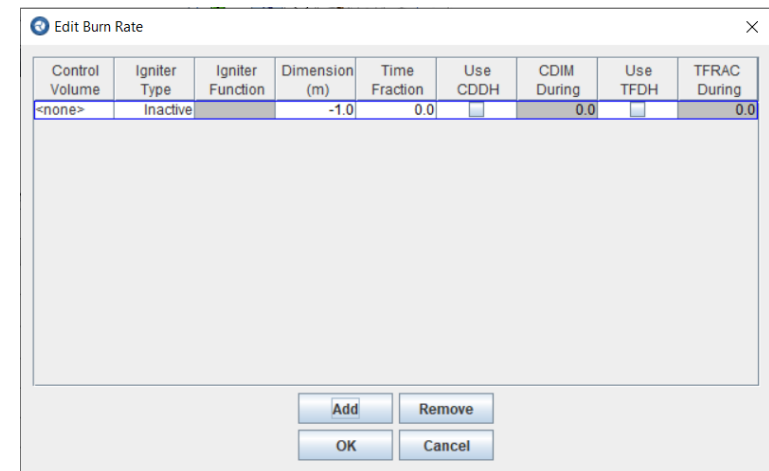 Edit Burn Rate
Control Igniter Igniter Dimension Time Use CDIM Use TFRAC
Volume Type Function (m) Fraction CDDH During TFDH During
<none> Inactive -1.0 0.0 0.0 0.0
Add Remove
OK Cancel